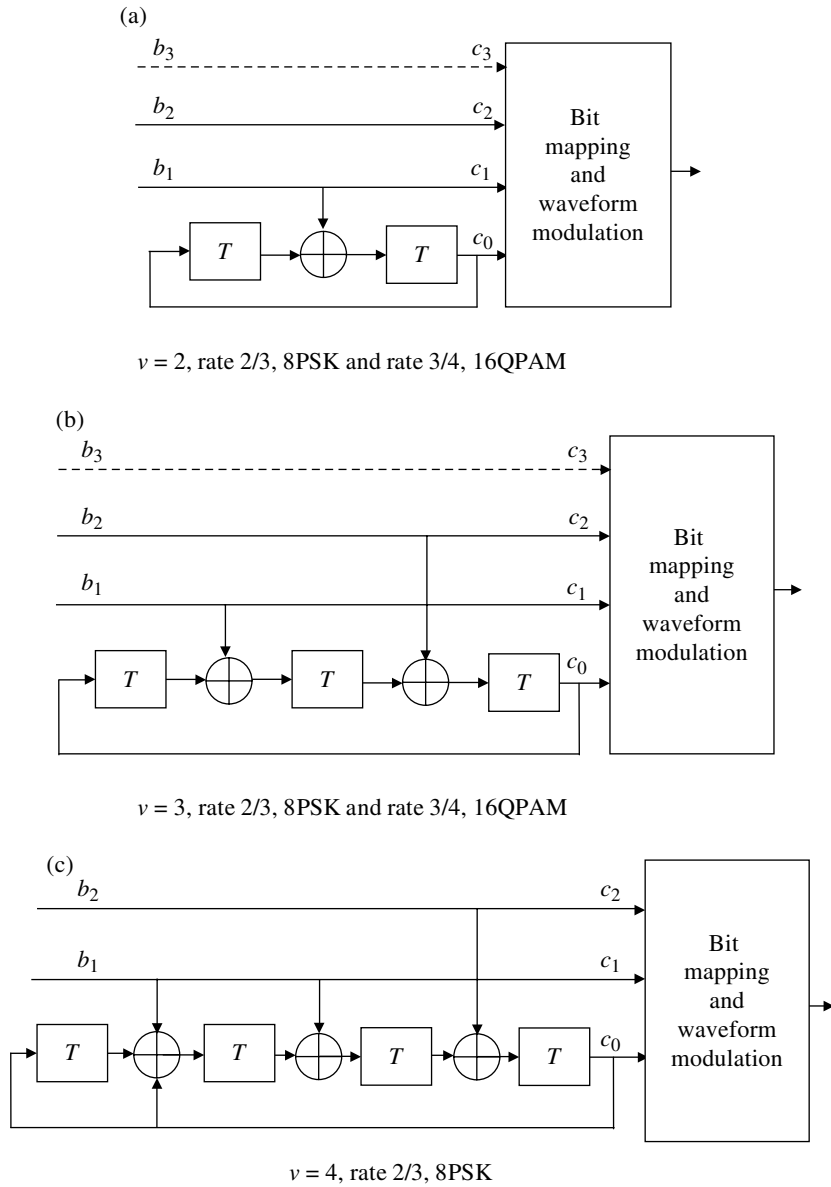 (a)
b₃ c₃
b₂ c₂
b₁ c₁
T T c₀
Bit
mapping
and
waveform
modulation
v = 2, rate 2/3, 8PSK and rate 3/4, 16QPAM
(b)
b₃ c₃
b₂ c₂
b₁ c₁
T T T c₀
Bit
mapping
and
waveform
modulation
v = 3, rate 2/3, 8PSK and rate 3/4, 16QPAM
(c)
b₂ c₂
b₁ c₁
T T T T c₀
Bit
mapping
and
waveform
modulation
v = 4, rate 2/3, 8PSK